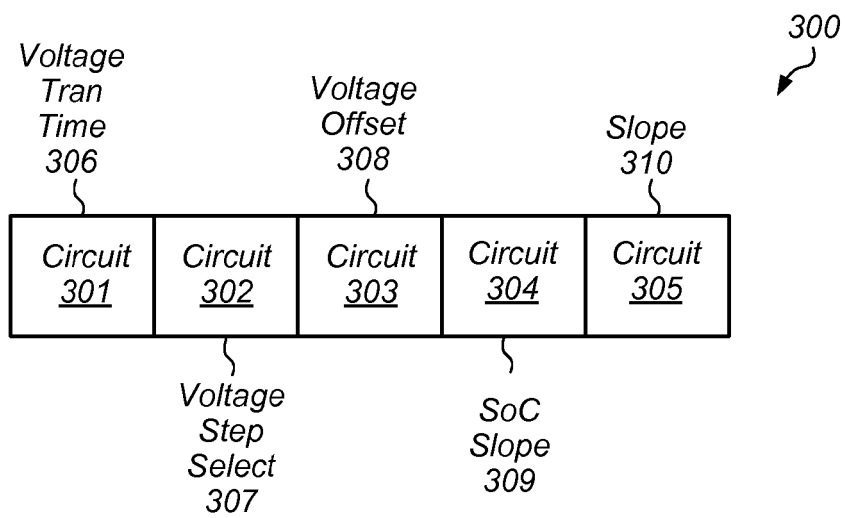 300
Voltage
Tran
Time
306
Voltage
Offset
308
Slope
310
Circuit
301
Circuit
302
Circuit
303
Circuit
304
Circuit
305
Voltage
Step
Select
307
SoC
Slope
309